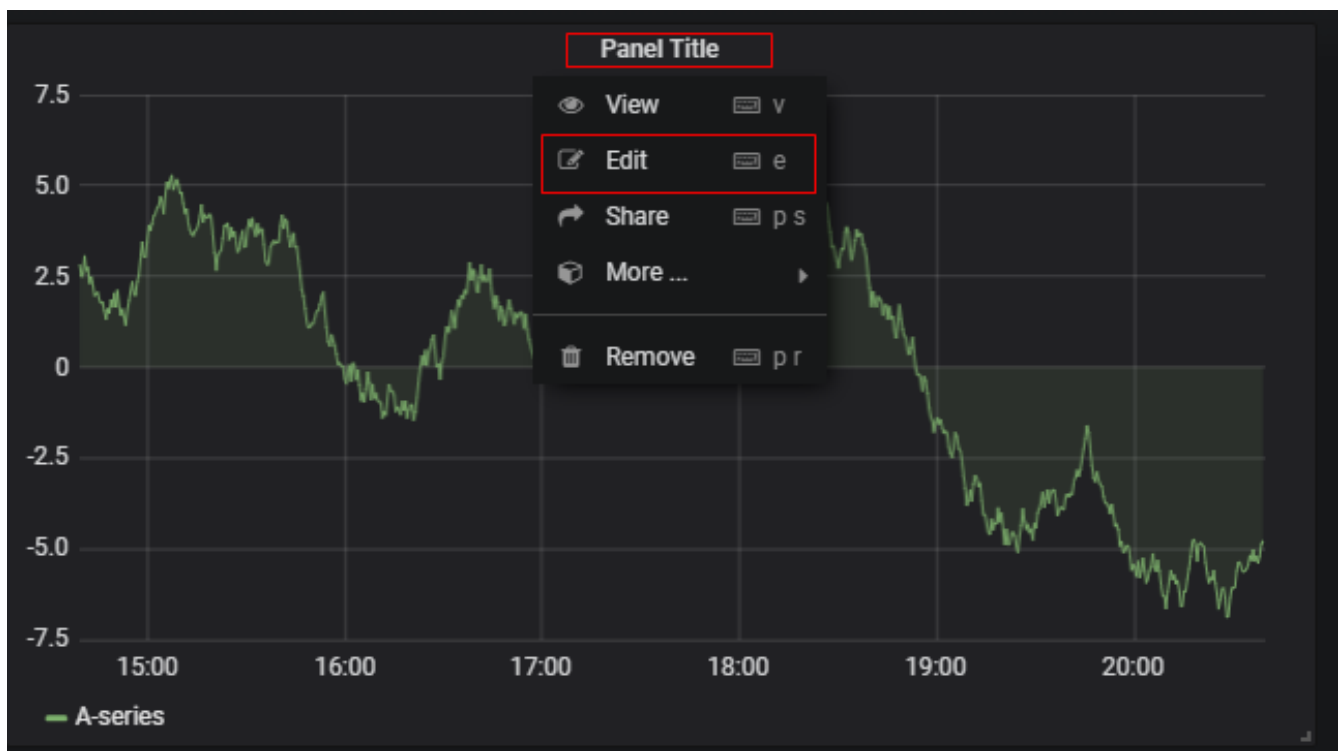 Panel Title
View v
Edit e
Share p s
More ...
Remove p r
7.5
5.0
2.5
0
-2.5
-5.0
-7.5
15:00 16:00 17:00 18:00 19:00 20:00
A-series